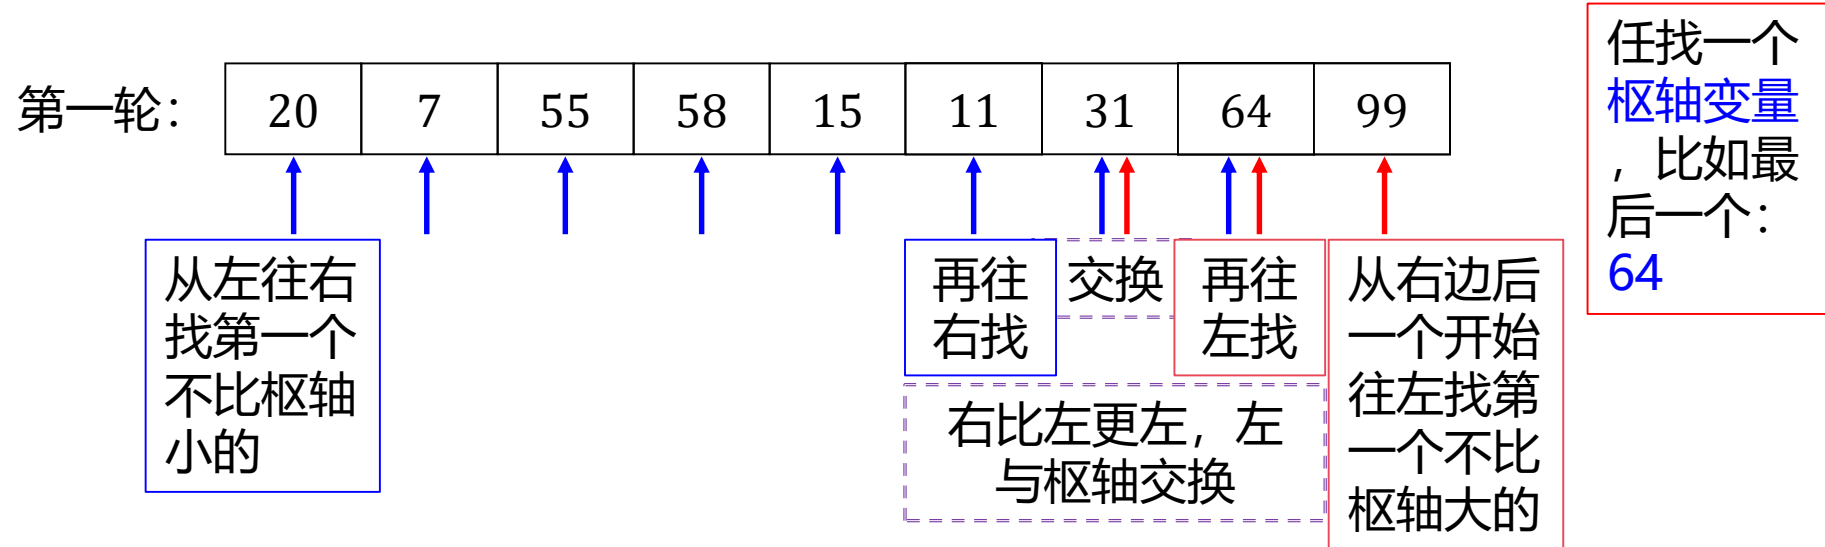 第一轮: 20 7 55 58 15 11 31 64 99
任找一个
枢轴变量
，比如最
后一个：
64
从左往右
找第一个
不比枢轴
小的
再往
右找
交换
再往
左找
右比左更左，左
与枢轴交换
从右边后
一个开始
往左找第
一个不比
枢轴大的